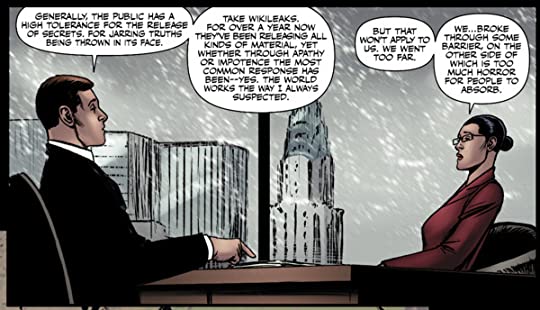 GENERALLY, THE PUBLIC HAS A
HIGH TOLERANCE FOR THE RELEASE
OF SECRETS. FOR JARRING TRUTHS
BEING THROWN IN ITS FACE.
TAKE WIKILEAKS.
FOR OVER A YEAR NOW
THEY'VE BEEN RELEASING ALL
KINDS OF MATERIAL, YET
WHETHER THROUGH APATHY
OR IMPOTENCE THE MOST
COMMON RESPONSE HAS
BEEN--YES. THE WORLD
WORKS THE WAY I ALWAYS
SUSPECTED.
BUT THAT
WON'T APPLY TO
US. WE WENT
TOO FAR.
WE...BROKE
THROUGH SOME
BARRIER, ON THE
OTHER SIDE OF
WHICH IS TOO
MUCH HORROR
FOR PEOPLE TO
ABSORB.